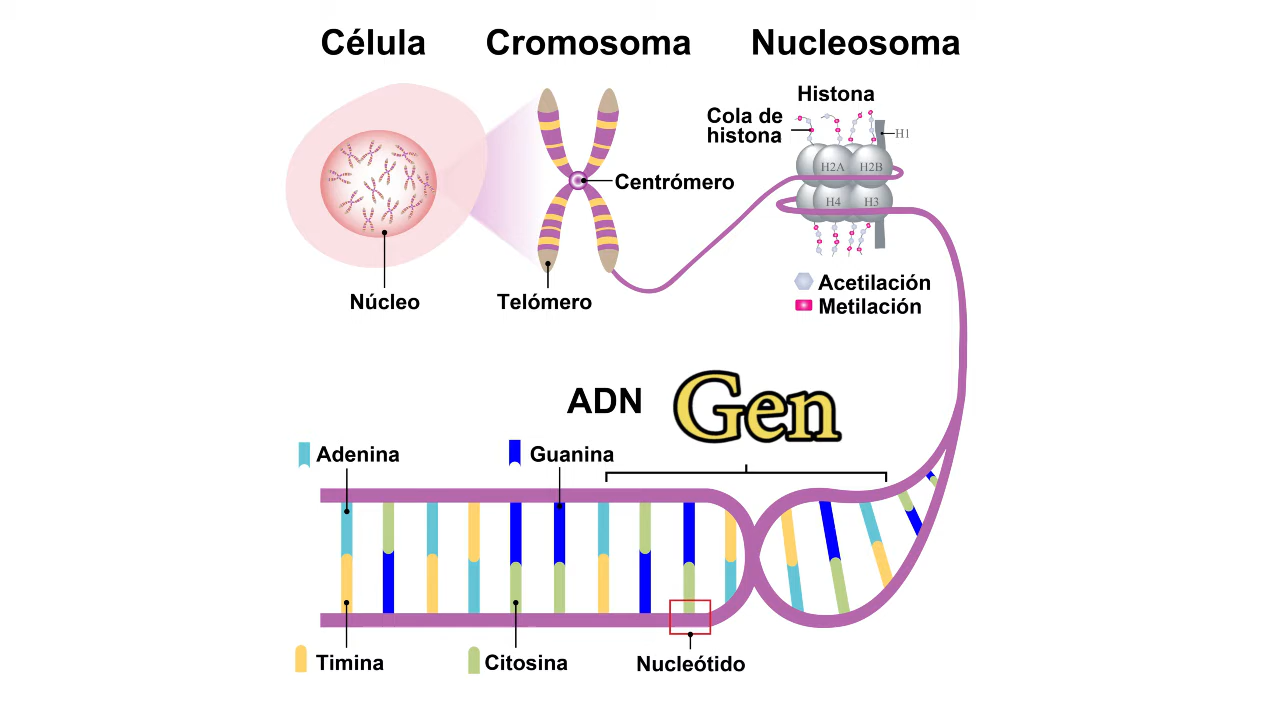 Célula
Cromosoma
Nucleosoma
Histona
Cola de
histona
H1
H2A
H2B
H4
H3
Centrómero
Núcleo
Telómero
Acetilación
Metilación
ADN
Gen
Adenina
Guanina
Timina
Citosina
Nucleótido